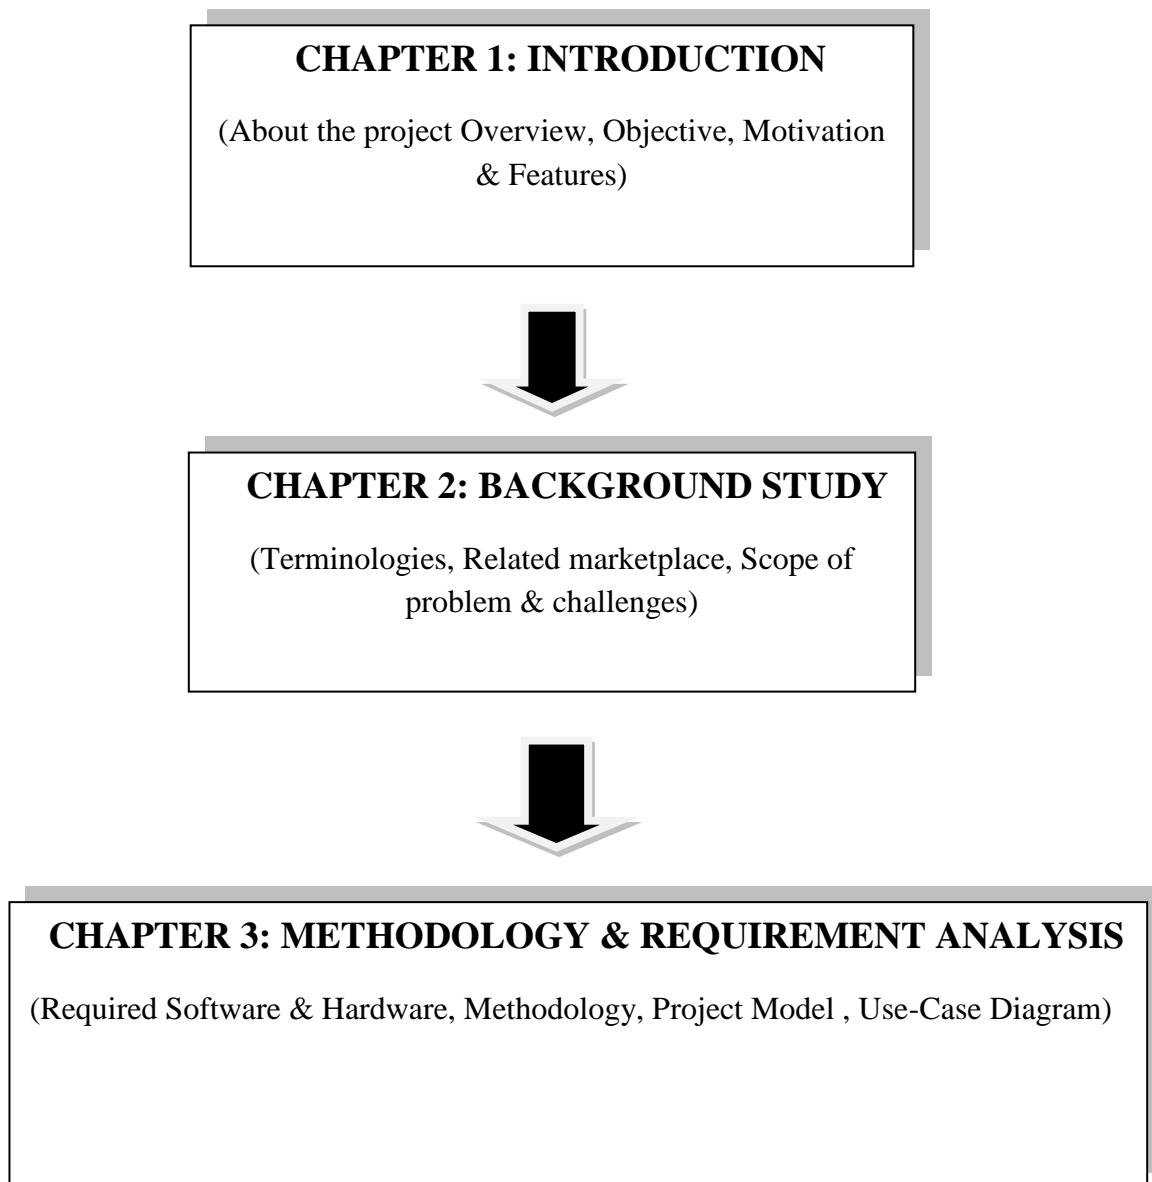 CHAPTER 1: INTRODUCTION
(About the project Overview, Objective, Motivation
& Features)
CHAPTER 2: BACKGROUND STUDY
(Terminologies, Related marketplace, Scope of
problem & challenges)
CHAPTER 3: METHODOLOGY & REQUIREMENT ANALYSIS
(Required Software & Hardware, Methodology, Project Model , Use-Case Diagram)